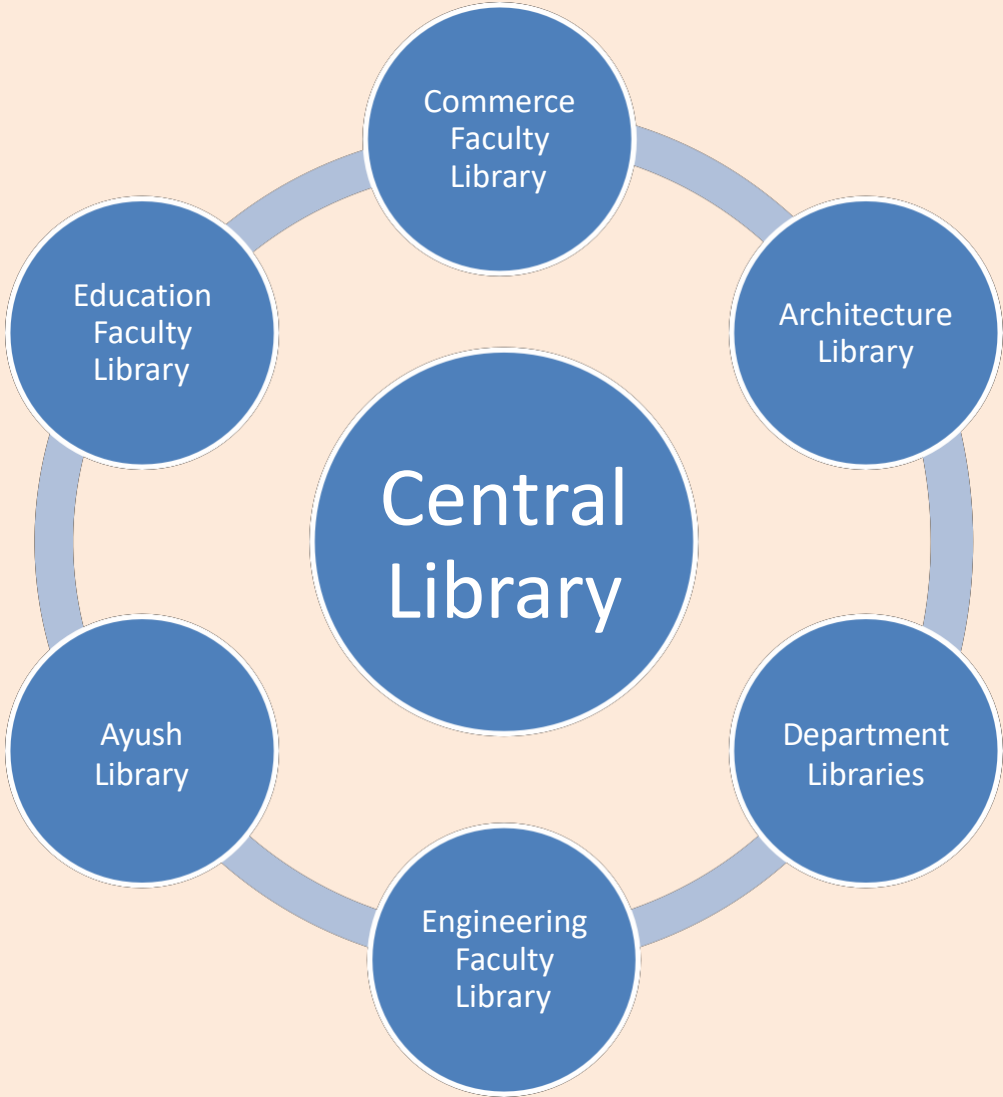 Commerce
Faculty
Library
Architecture
Library
Department
Libraries
Engineering
Faculty
Library
Ayush
Library
Education
Faculty
Library
Central
Library